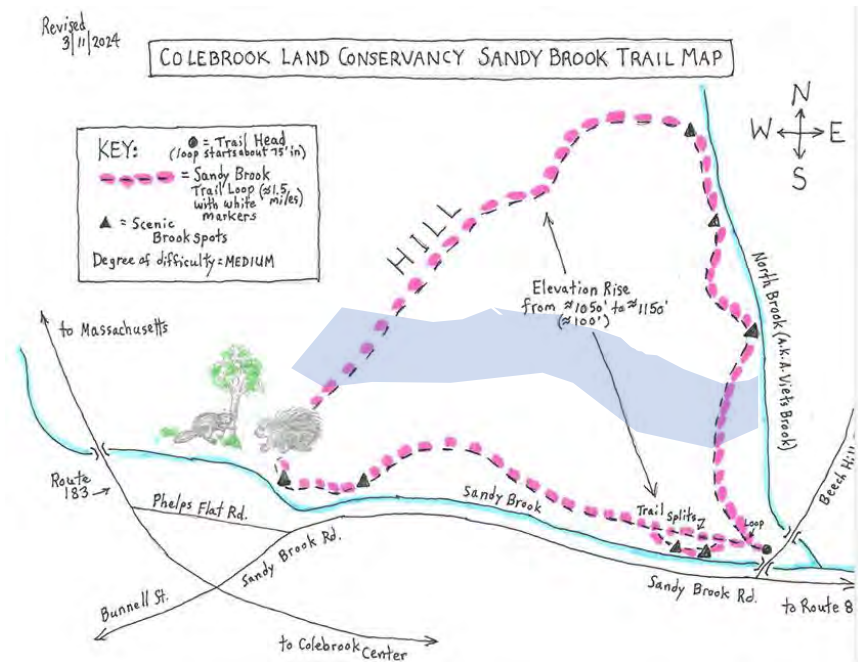 Revised
3/11/2024
COLEBROOK LAND CONSERVANCY SANDY BROOK TRAIL MAP
N
W E
S
KEY:
= Trail Head
(loop starts about 75' in)
= Sandy Brook
Trail Loop (≈1.5 miles)
with white markers
= Scenic
Brook spots
Degree of difficulty = MEDIUM
HILL
Elevation Rise
from ≈1050' to ≈1150'
(≈100')
North Brook (A.K.A. Viets Brook)
to Massachusetts
Route
183
Phelps Flat Rd.
Sandy Brook
Trail Splits
Loop
Beech Hill
Sandy Brook Rd.
Sandy Brook Rd.
to Route 8
Bunnell St.
to Colebrook Center